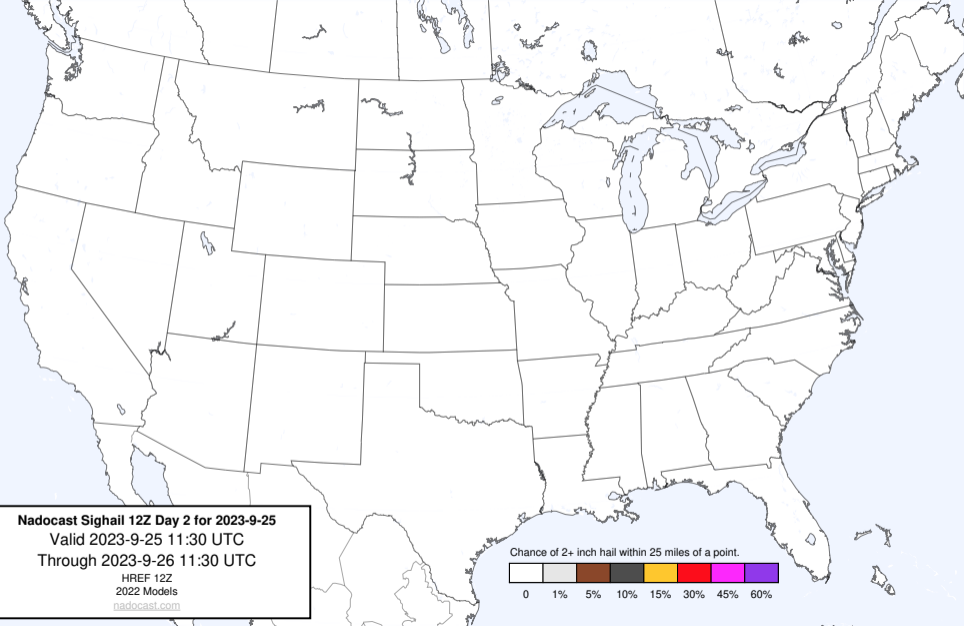 Nadocast Sighail 12Z Day 2 for 2023-9-25
Valid 2023-9-25 11:30 UTC
Through 2023-9-26 11:30 UTC
HREF 12Z
2022 Models
nadocast.com
Chance of 2+ inch hail within 25 miles of a point.
0 1% 5% 10% 15% 30% 45% 60%